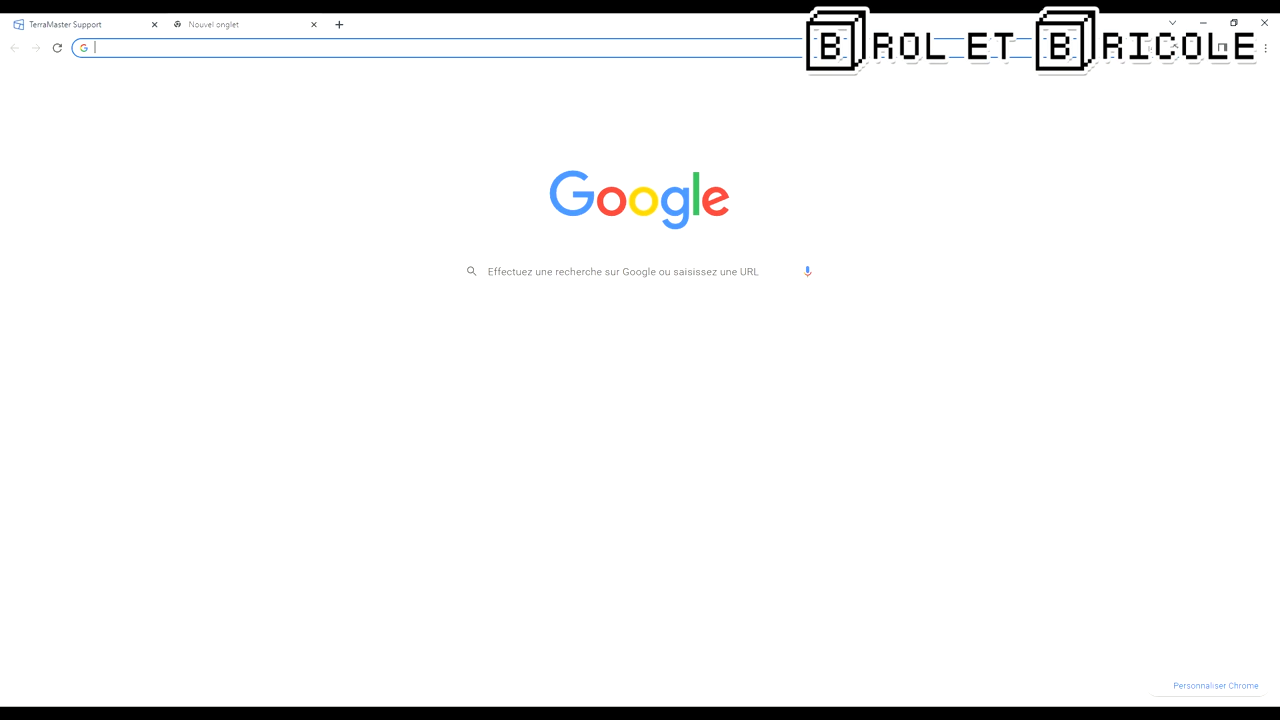 TerraMaster Support
Nouvel onglet
BROL ET BRICOLE
Google
Effectuez une recherche sur Google ou saisissez une URL
Personnaliser Chrome